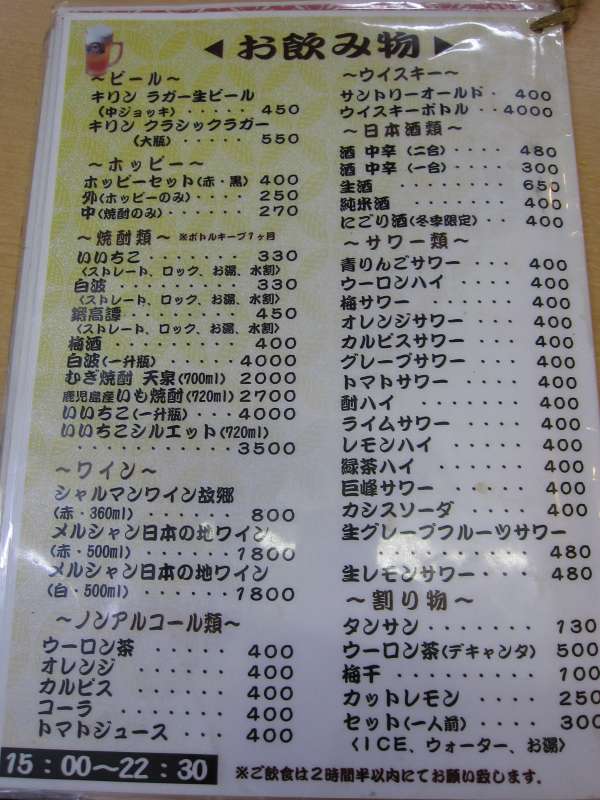 ◀お飲み物▶
～ビール～
キリン ラガー生ビール
(中ジョッキ)・・・・・ 450
キリン クラシックラガー
(大瓶)・・・・・ 550
～ホッピー～
ホッピーセット(赤・黒) 400
外(ホッピーのみ)・・・・ 250
中(焼酎のみ)・・・・・ 270
～焼酎類～ ※ボトルキープ1ヶ月
いいちこ・・・・・・・ 330
〈ストレート、ロック、お湯、水割〉
白波・・・・・・・・・ 330
〈ストレート、ロック、お湯、水割〉
鍛高譚・・・・・・・・ 450
〈ストレート、ロック、お湯、水割〉
梅酒・・・・・・・・・ 400
白波(一升瓶)・・・・・4000
むぎ焼酎 天泉(700ml) 2000
鹿児島産いも焼酎(720ml)2700
いいちこ(一升瓶)・・・4000
いいちこシルエット(720ml)
・・・・・・・・・・・3500
～ワイン～
シャルマンワイン故郷
(赤・360ml)・・・・・ 800
メルシャン日本の地ワイン
(赤・500ml)・・・・・1800
メルシャン日本の地ワイン
(白・500ml)・・・・・1800
～ノンアルコール類～
ウーロン茶・・・・・ 400
オレンジ・・・・・・ 400
カルピス・・・・・・ 400
コーラ・・・・・・・ 400
トマトジュース・・・ 400
15：00～22：30
～ウイスキー～
サントリーオールド・ 400
ウイスキーボトル・・4000
～日本酒類～
酒 中辛(二合)・・・・ 480
酒 中辛(一合)・・・・ 300
生酒・・・・・・・・ 650
純米酒・・・・・・・ 400
にごり酒(冬季限定)・・ 400
～サワー類～
青りんごサワー・・・ 400
ウーロンハイ・・・・ 400
梅サワー・・・・・・ 400
オレンジサワー・・・ 400
カルピスサワー・・・ 400
グレープサワー・・・ 400
トマトサワー・・・・ 400
酎ハイ・・・・・・・ 400
ライムサワー・・・・ 400
レモンハイ・・・・・ 400
緑茶ハイ・・・・・・ 400
巨峰サワー・・・・・ 400
カシスソーダ・・・・ 400
生グレープフルーツサワー
・・・・・・・・・ 480
生レモンサワー・・・ 480
～割り物～
タンサン・・・・・・・ 130
ウーロン茶(デキャンタ) 500
梅干・・・・・・・・・ 100
カットレモン・・・・・ 250
セット(一人前)・・・・ 300
〈ICE、ウォーター、お湯〉
※ご飲食は2時間半以内にてお願い致します。